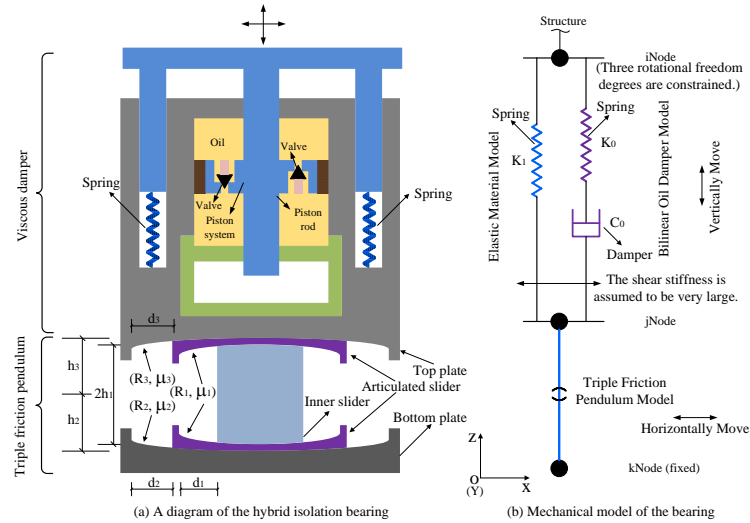 Viscous damper
Triple friction pendulum
Oil
Valve
Valve
Piston
system
Piston
rod
Spring
Spring
d3
h3
2h1
h2
(R3, μ3)
(R2, μ2)
(R1, μ1)
Top plate
Articulated slider
Inner slider
Bottom plate
d2
d1
(a) A diagram of the hybrid isolation bearing
Structure
iNode
(Three rotational freedom
degrees are constrained.)
Spring
Spring
K1
K0
Elastic Material Model
Bilinear Oil Damper Model
Vertically Move
C0
Damper
The shear stiffness is
assumed to be very large.
jNode
Triple Friction
Pendulum Model
Horizontally Move
Z
O
(Y)
X
kNode (fixed)
(b) Mechanical model of the bearing